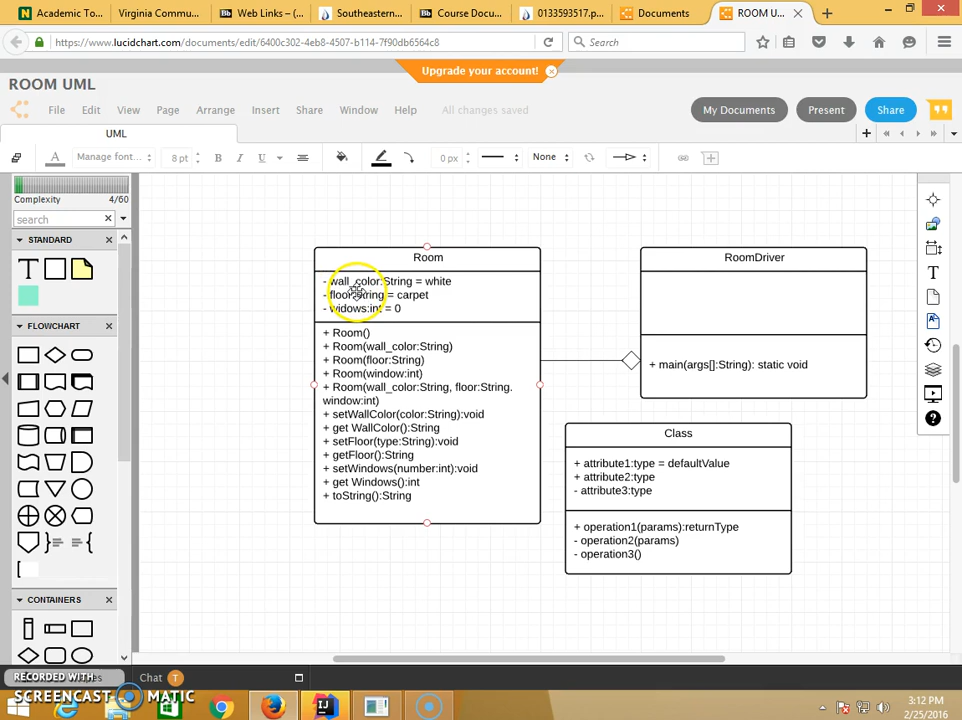 Academic To...
Virginia Commu...
Bb Web Links – (...
Southeastern...
Bb Course Docu...
0133593517.p...
Documents
ROOM UML...
https://www.lucidchart.com/documents/edit/6400c302-4eb8-4507-b114-7f90db6564c8
Search
Upgrade your account!
ROOM UML
File Edit View Page Arrange Insert Share Window Help All changes saved
My Documents Present Share
UML
Manage font... 8 pt B I U 0 px None
Complexity 4/60
search
STANDARD
T
FLOWCHART
CONTAINERS
Room
- wall_color:String = white
- floor:String = carpet
- widows:int = 0
+ Room()
+ Room(wall_color:String)
+ Room(floor:String)
+ Room(window:int)
+ Room(wall_color:String, floor:String.
window:int)
+ setWallColor(color:String):void
+ get WallColor():String
+ setFloor(type:String):void
+ getFloor():String
+ setWindows(number:int):void
+ get Windows():int
+ toString():String
RoomDriver
+ main(args[]:String): static void
Class
+ attribute1:type = defaultValue
+ attribute2:type
- attribute3:type
+ operation1(params):returnType
- operation2(params)
- operation3()
Chat T
RECORDED WITH
SCREENCAST MATIC
3:12 PM
2/25/2016